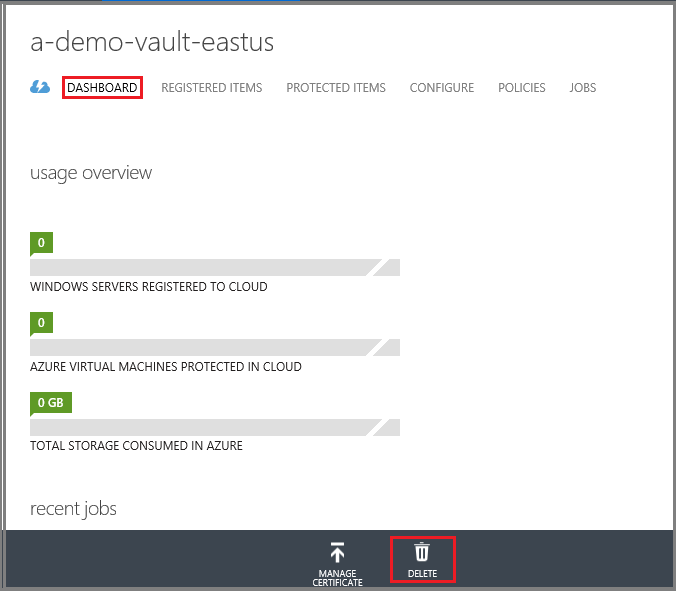 a-demo-vault-eastus
DASHBOARD REGISTERED ITEMS PROTECTED ITEMS CONFIGURE POLICIES JOBS
usage overview
0
WINDOWS SERVERS REGISTERED TO CLOUD
0
AZURE VIRTUAL MACHINES PROTECTED IN CLOUD
0 GB
TOTAL STORAGE CONSUMED IN AZURE
recent jobs
MANAGE
CERTIFICATE
DELETE